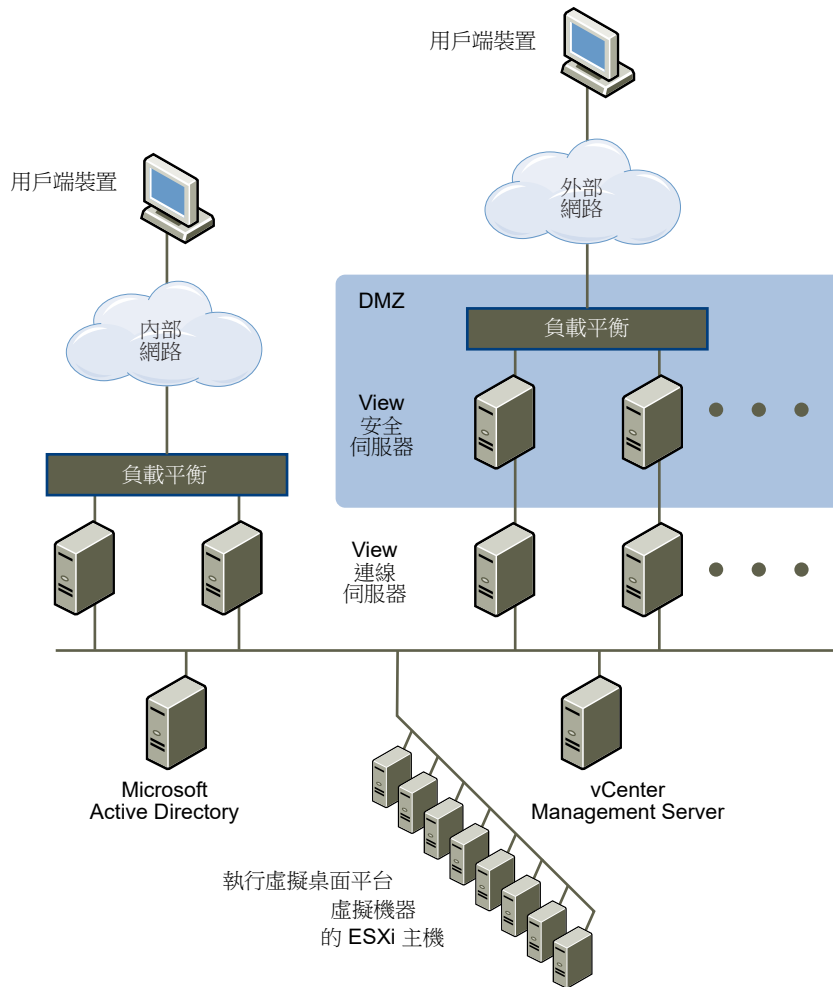 用戶端裝置
用戶端裝置
外部
網路
DMZ
負載平衡
內部
網路
View
安全
伺服器
負載平衡
View
連線
伺服器
Microsoft
Active Directory
vCenter
Management Server
執行虛擬桌面平台
虛擬機器
的 ESXi 主機